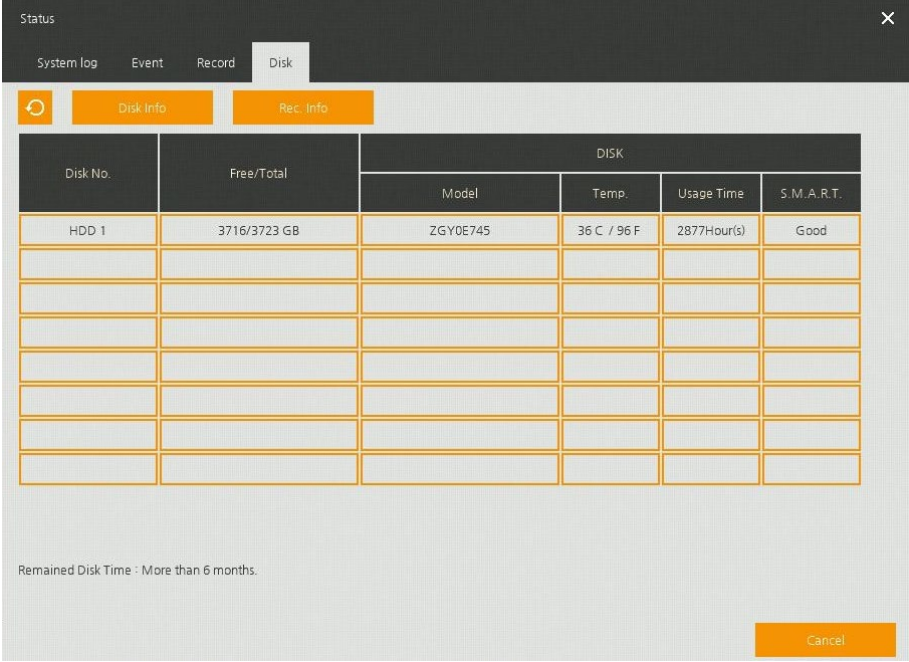 Status
System log Event Record Disk
Disk Info Rec. Info
Disk No. Free/Total DISK
Model Temp. Usage Time S.M.A.R.T.
HDD 1 3716/3723 GB ZGY0E745 36 C / 96 F 2877Hour(s) Good
Remained Disk Time : More than 6 months.
Cancel